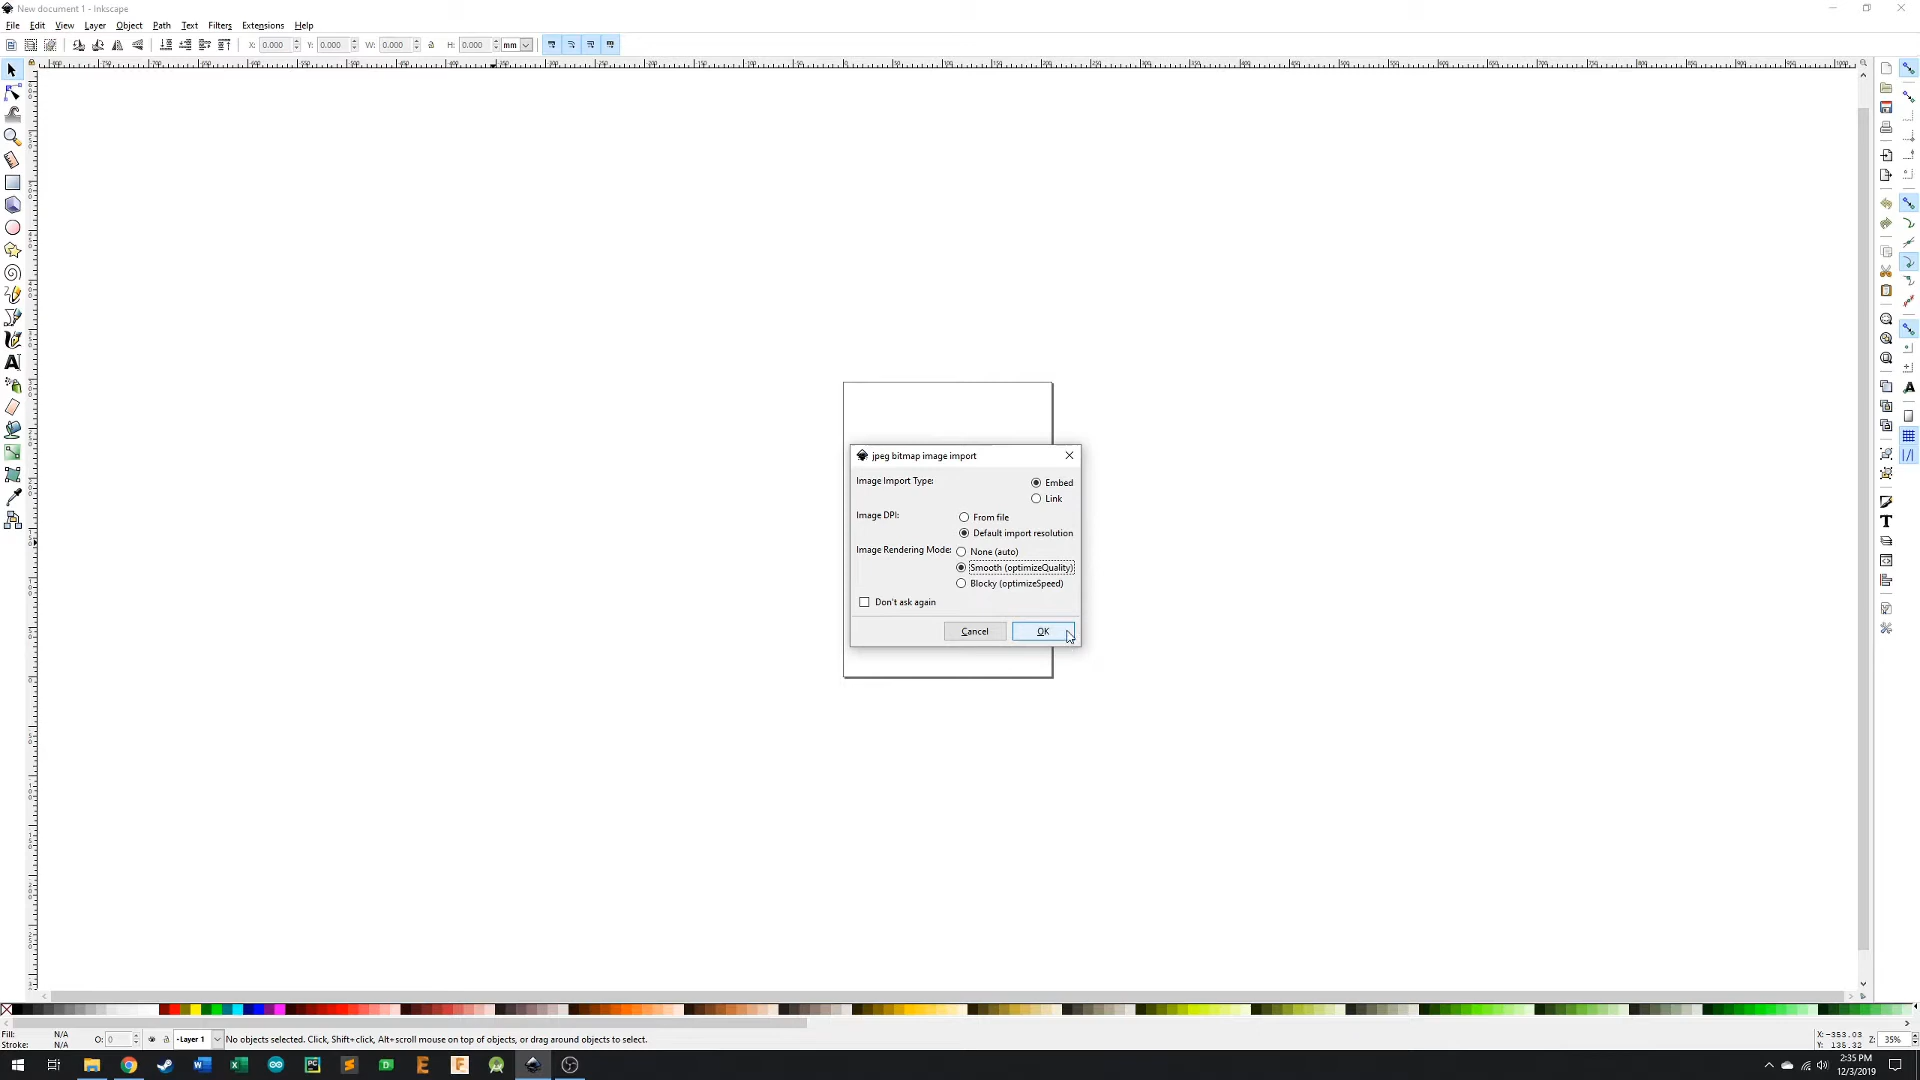 New document 1 - Inkscape
File Edit View Layer Object Path Text Filters Extensions Help
X: 0.000 Y: 0.000 W: 0.000 H: 0.000 mm
jpeg bitmap image import
Image Import Type: Embed
Link
Image DPI: From file
Default import resolution
Image Rendering Mode: None (auto)
Smooth (optimizeQuality)
Blocky (optimizeSpeed)
Don't ask again
Cancel OK
Fill: N/A
Stroke: N/A
O: 0
-Layer 1
No objects selected. Click, Shift+click, Alt+scroll mouse on top of objects, or drag around objects to select.
X: -353.03
Y: 135.32
Z: 35%
2:35 PM
12/3/2019